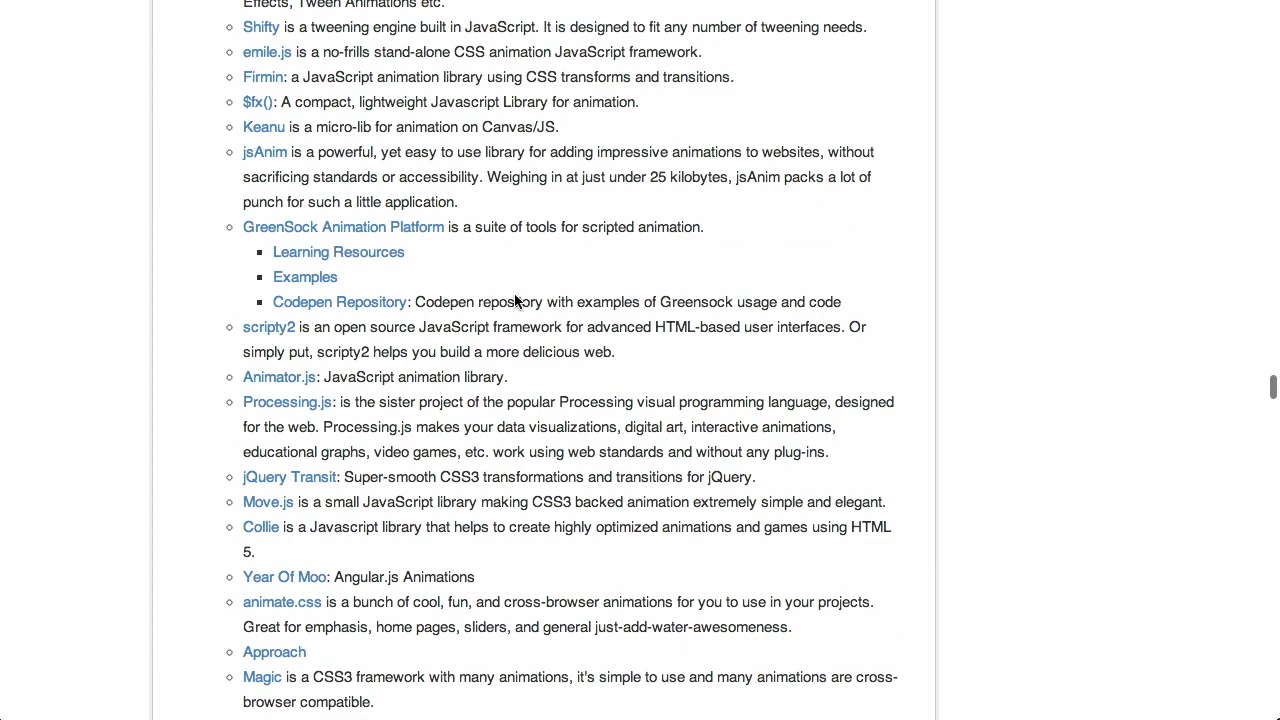 Effects, Tween Animations etc.
Shifty is a tweening engine built in JavaScript. It is designed to fit any number of tweening needs.
emile.js is a no-frills stand-alone CSS animation JavaScript framework.
Firmin: a JavaScript animation library using CSS transforms and transitions.
$fx(): A compact, lightweight Javascript Library for animation.
Keanu is a micro-lib for animation on Canvas/JS.
jsAnim is a powerful, yet easy to use library for adding impressive animations to websites, without
sacrificing standards or accessibility. Weighing in at just under 25 kilobytes, jsAnim packs a lot of
punch for such a little application.
GreenSock Animation Platform is a suite of tools for scripted animation.
Learning Resources
Examples
Codepen Repository: Codepen repository with examples of Greensock usage and code
scripty2 is an open source JavaScript framework for advanced HTML-based user interfaces. Or
simply put, scripty2 helps you build a more delicious web.
Animator.js: JavaScript animation library.
Processing.js: is the sister project of the popular Processing visual programming language, designed
for the web. Processing.js makes your data visualizations, digital art, interactive animations,
educational graphs, video games, etc. work using web standards and without any plug-ins.
jQuery Transit: Super-smooth CSS3 transformations and transitions for jQuery.
Move.js is a small JavaScript library making CSS3 backed animation extremely simple and elegant.
Collie is a Javascript library that helps to create highly optimized animations and games using HTML
5.
Year Of Moo: Angular.js Animations
animate.css is a bunch of cool, fun, and cross-browser animations for you to use in your projects.
Great for emphasis, home pages, sliders, and general just-add-water-awesomeness.
Approach
Magic is a CSS3 framework with many animations, it's simple to use and many animations are cross-
browser compatible.